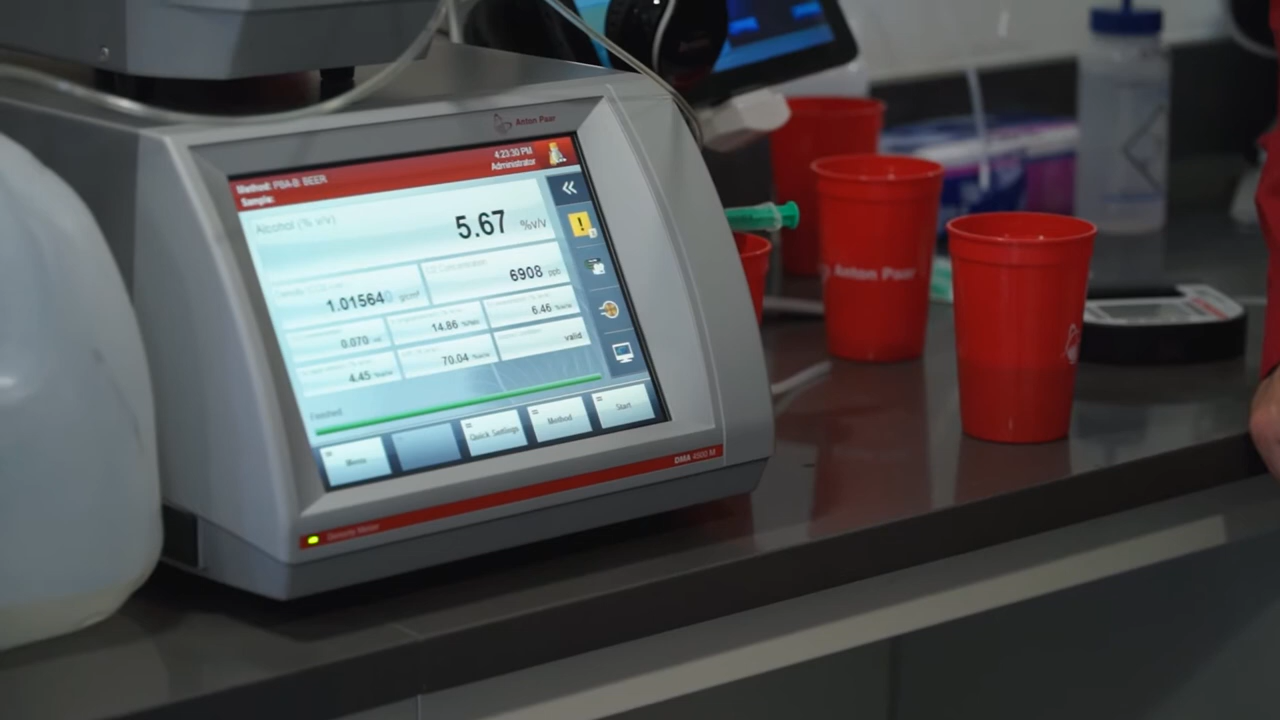 Anton Paar
4:23:30 PM
Method: PBA-B: BEER
Administrator
Sample:
Alcohol (% v/v)
5.67 %v/v
1.015640 g/cm³
6908 ppb
0.070
14.86
6.46
4.45
70.04
valid
Finished
Menu
Quick Settings
Method
Start
DMA 4500 M
Density Meter
Anton Paar